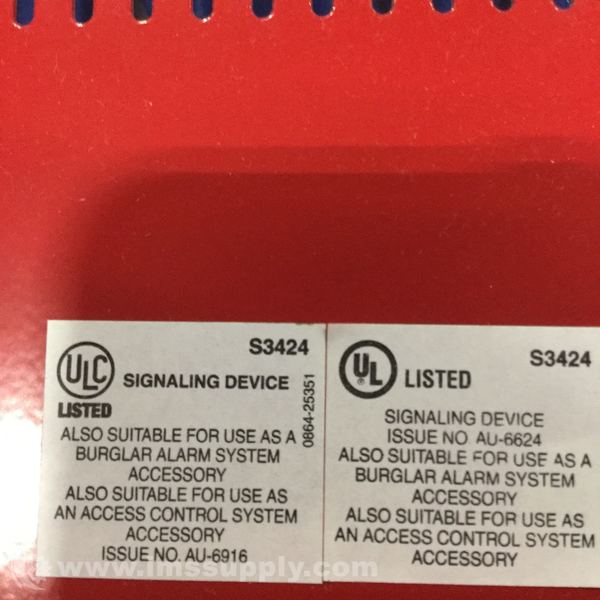 S3424
ULC
SIGNALING DEVICE
LISTED
0864-25351
ALSO SUITABLE FOR USE AS A
BURGLAR ALARM SYSTEM
ACCESSORY
ALSO SUITABLE FOR USE AS
AN ACCESS CONTROL SYSTEM
ACCESSORY
ISSUE NO. AU-6916
S3424
UL
LISTED
SIGNALING DEVICE
ISSUE NO. AU-6624
ALSO SUITABLE FOR USE AS A
BURGLAR ALARM SYSTEM
ACCESSORY
ALSO SUITABLE FOR USE AS
AN ACCESS CONTROL SYSTEM
ACCESSORY
www.imssupply.com